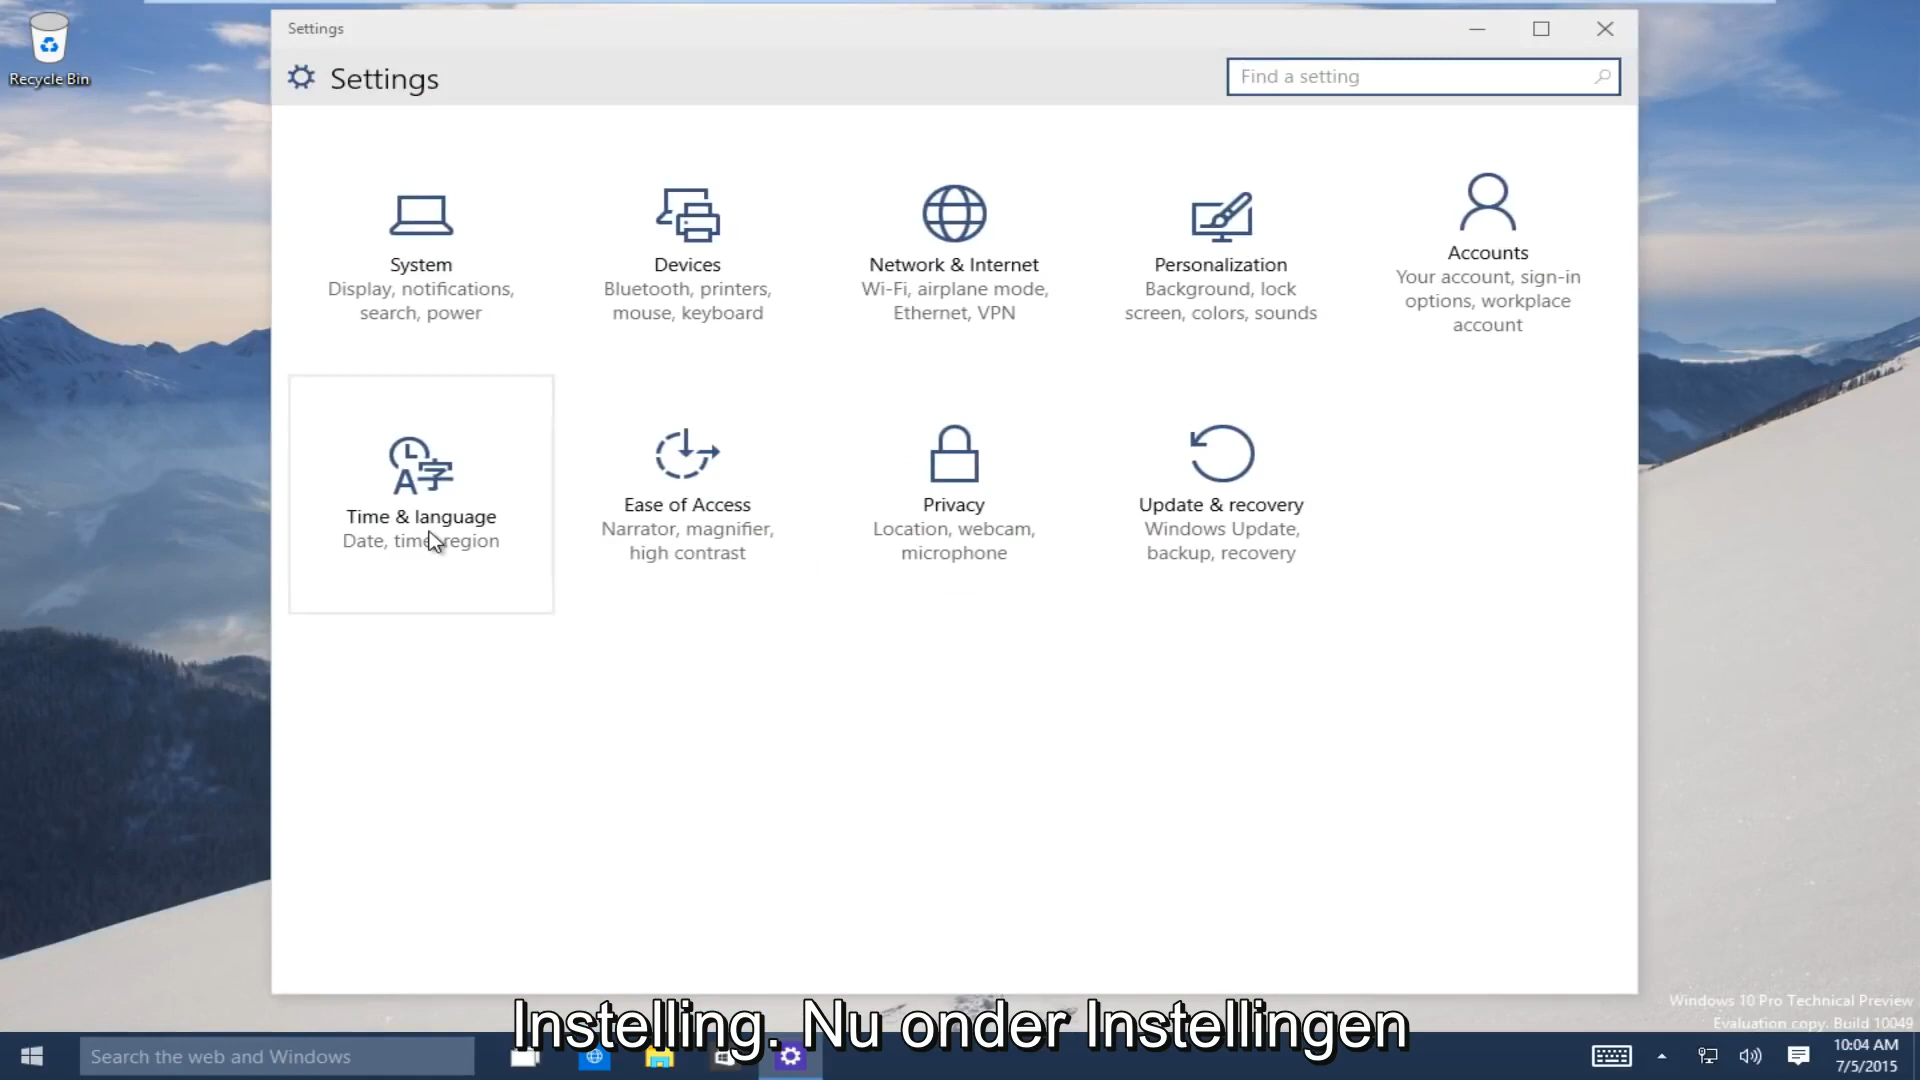 Recycle Bin
Settings
Settings
Find a setting
System
Display, notifications,
search, power
Devices
Bluetooth, printers,
mouse, keyboard
Network & Internet
Wi-Fi, airplane mode,
Ethernet, VPN
Personalization
Background, lock
screen, colors, sounds
Accounts
Your account, sign-in
options, workplace
account
Time & language
Date, time, region
Ease of Access
Narrator, magnifier,
high contrast
Privacy
Location, webcam,
microphone
Update & recovery
Windows Update,
backup, recovery
Windows 10 Pro Technical Preview
Evaluation copy. Build 10049
Instelling. Nu onder Instellingen
Search the web and Windows
10:04 AM
7/5/2015